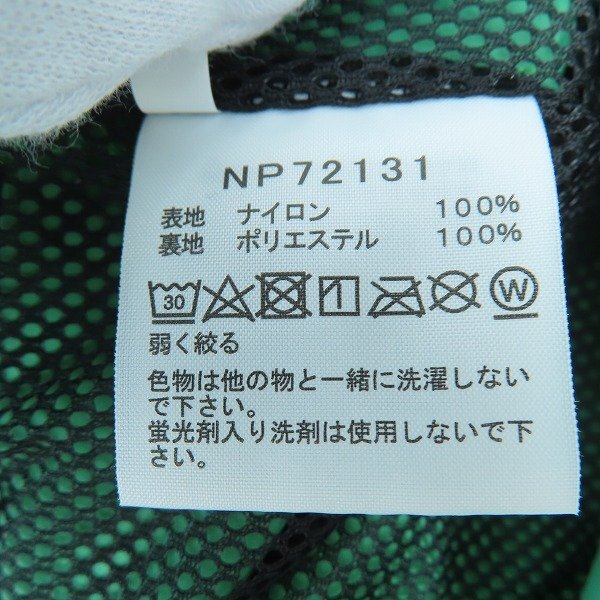 NP72131
表地 ナイロン 100%
裏地 ポリエステル 100%
30 W
弱く絞る
色物は他の物と一緒に洗濯しない
で下さい。
蛍光剤入り洗剤は使用しないで下
さい。